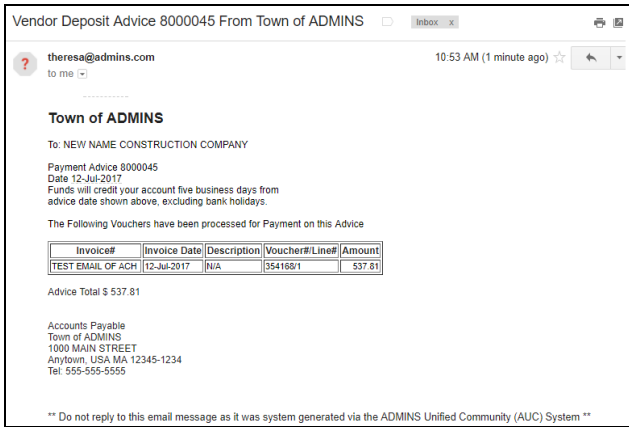 Vendor Deposit Advice 8000045 From Town of ADMINS Inbox x
? theresa@admins.com 10:53 AM (1 minute ago)
to me
Town of ADMINS
To: NEW NAME CONSTRUCTION COMPANY
Payment Advice 8000045
Date 12-Jul-2017
Funds will credit your account five business days from
advice date shown above, excluding bank holidays.
The Following Vouchers have been processed for Payment on this Advice
Invoice# Invoice Date Description Voucher#/Line# Amount
TEST EMAIL OF ACH 12-Jul-2017 N/A 354168/1 537.81
Advice Total $ 537.81
Accounts Payable
Town of ADMINS
1000 MAIN STREET
Anytown, USA MA 12345-1234
Tel: 555-555-5555
** Do not reply to this email message as it was system generated via the ADMINS Unified Community (AUC) System **